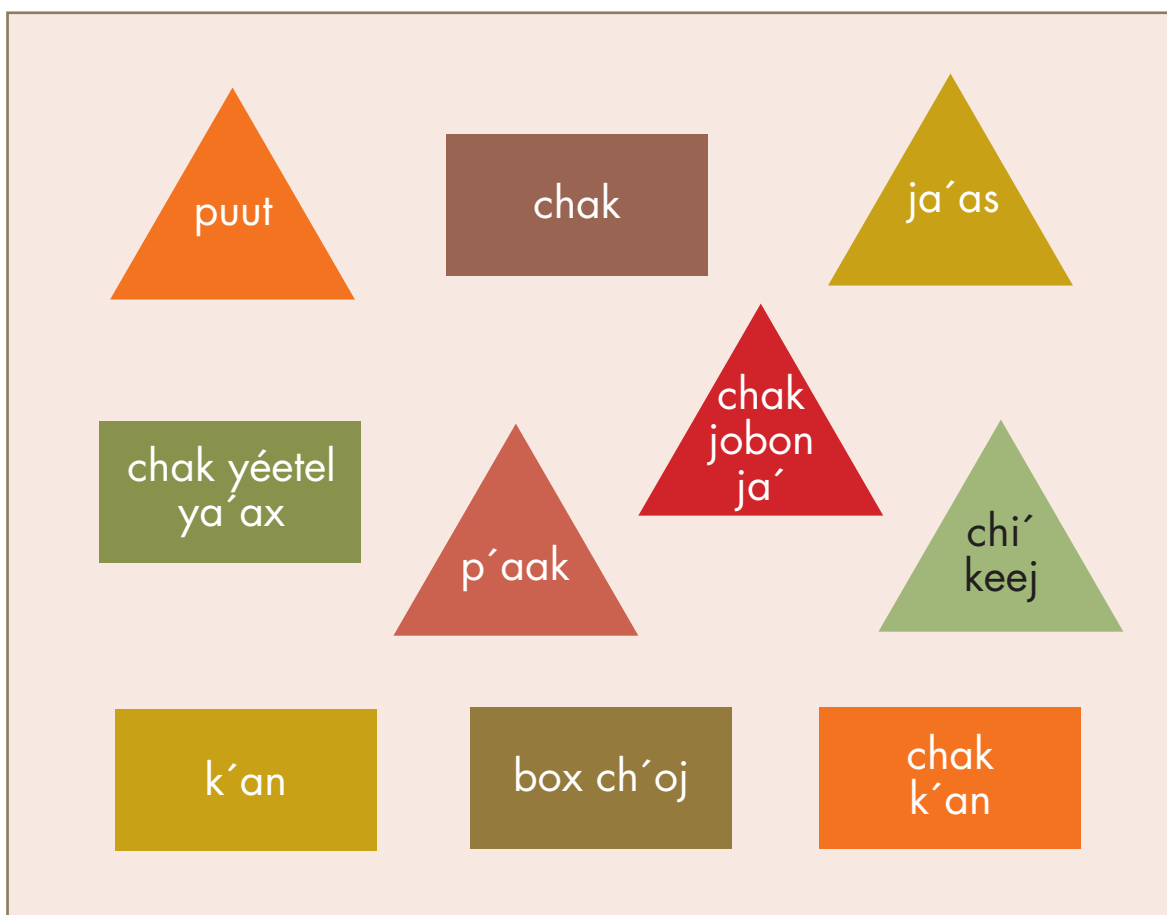 puut
chak
ja´as
chak
jobon
ja´
chak yéetel
ya´ax
p´aak
chi´
keej
k´an
box ch´oj
chak
k´an